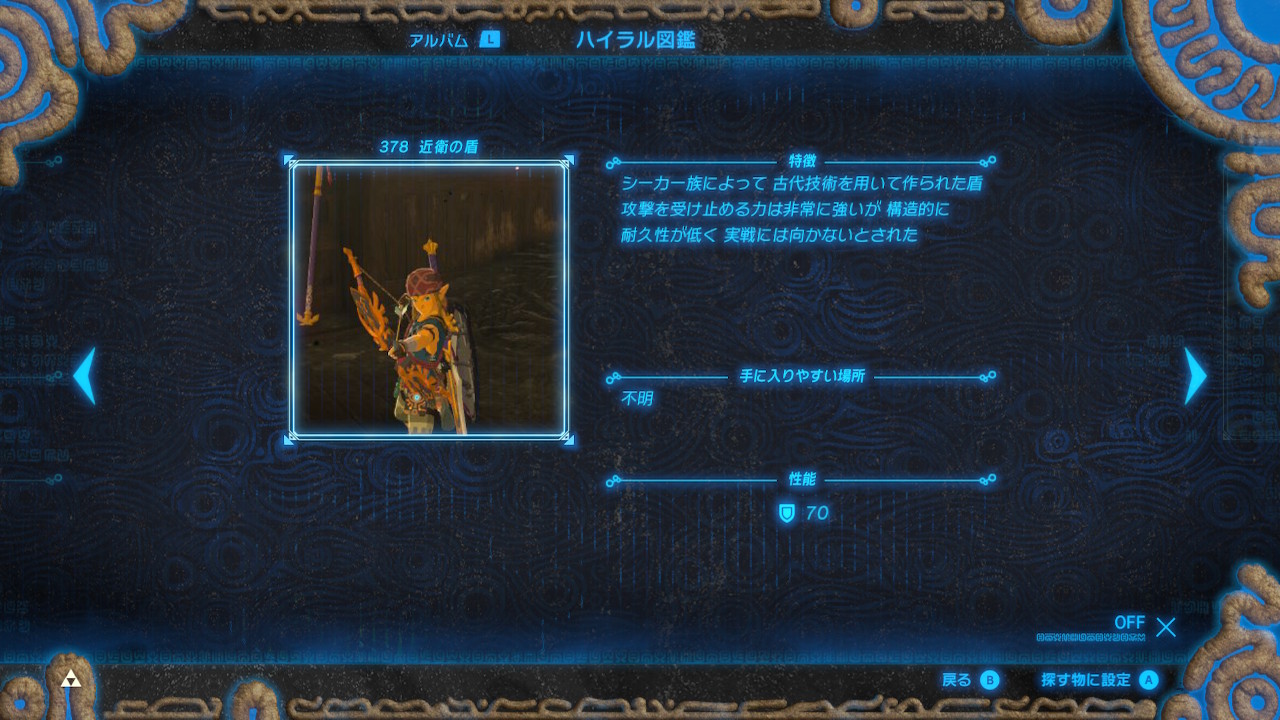 アルバム L
ハイラル図鑑
378 近衛の盾
特徴
シーカー族によって 古代技術を用いて作られた盾
攻撃を受け止める力は非常に強いが 構造的に
耐久性が低く 実戦には向かないとされた
手に入りやすい場所
不明
性能
70
OFF
戻る B
探す物に設定 A